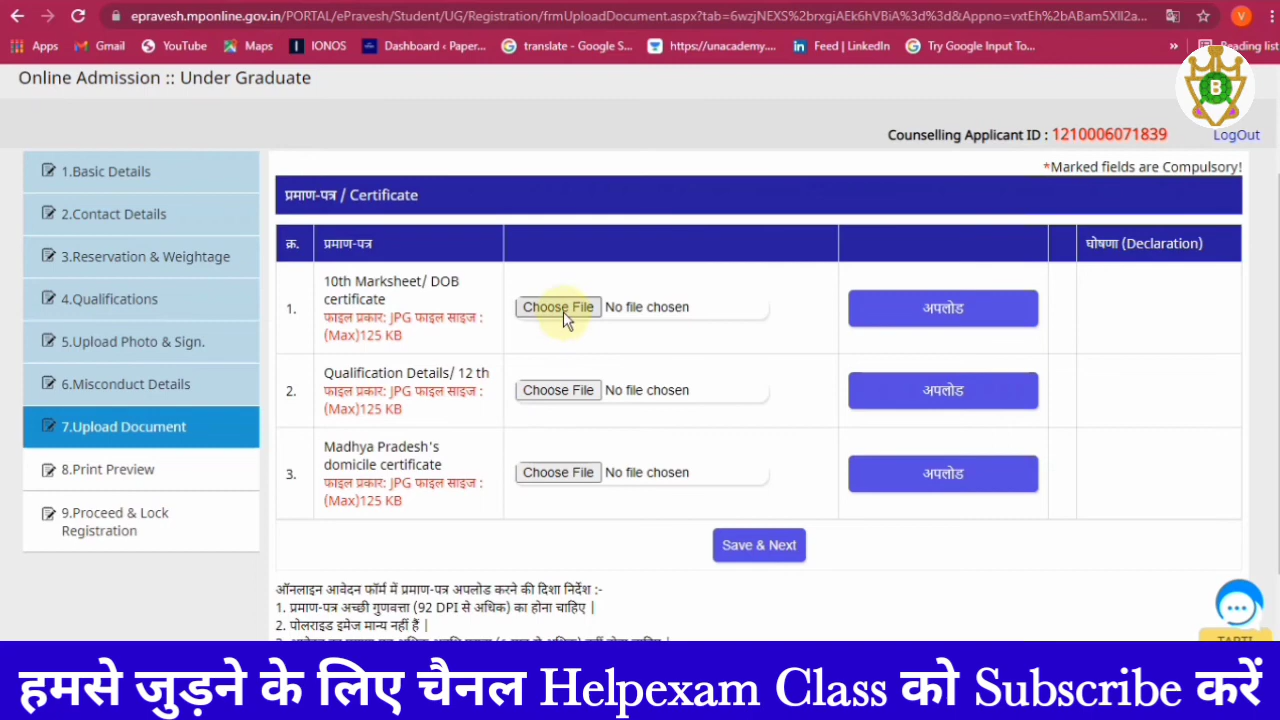 epravesh.mponline.gov.in/PORTAL/ePravesh/Student/UG/Registration/frmUploadDocument.aspx?tab=6wzjNEXS%2brxgiAEk6hVBiA%3d%3d&Appno=vxtEh%2bABam5XlI2a...
V
Apps Gmail YouTube Maps IONOS Dashboard ‹ Paper... translate - Google S... https://unacademy.... Feed | LinkedIn Try Google Input To... » Reading list
Online Admission :: Under Graduate
B
Counselling Applicant ID : 1210006071839 LogOut
*Marked fields are Compulsory!
1.Basic Details
2.Contact Details
3.Reservation & Weightage
4.Qualifications
5.Upload Photo & Sign.
6.Misconduct Details
7.Upload Document
8.Print Preview
9.Proceed & Lock
Registration
प्रमाण-पत्र / Certificate
क्र. प्रमाण-पत्र घोषणा (Declaration)
1. 10th Marksheet/ DOB
certificate
फाइल प्रकार: JPG फाइल साइज :
(Max)125 KB
Choose File No file chosen अपलोड
2. Qualification Details/ 12 th
फाइल प्रकार: JPG फाइल साइज :
(Max)125 KB
Choose File No file chosen अपलोड
3. Madhya Pradesh's
domicile certificate
फाइल प्रकार: JPG फाइल साइज :
(Max)125 KB
Choose File No file chosen अपलोड
Save & Next
ऑनलाइन आवेदन फॉर्म में प्रमाण-पत्र अपलोड करने की दिशा निर्देश :-
1. प्रमाण-पत्र अच्छी गुणवत्ता (92 DPI से अधिक) का होना चाहिए |
2. पोलराइड इमेज मान्य नहीं हैं |
हमसे जुड़ने के लिए चैनल Helpexam Class को Subscribe करें